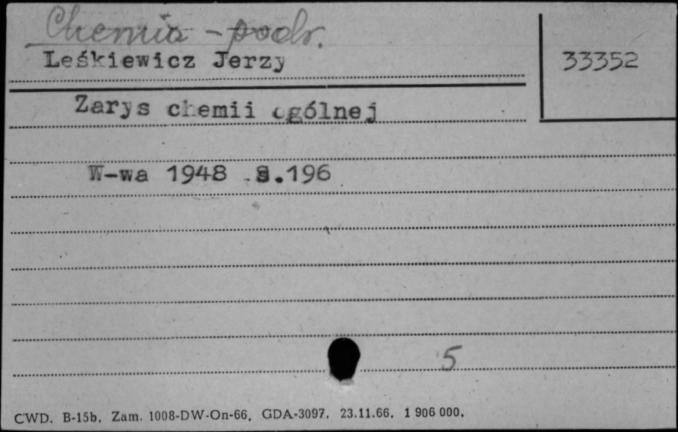 Chemia - podr.
Leśkiewicz Jerzy
33352
Zarys chemii ogólnej
W-wa 1948 s.196
5
CWD. B-15b. Zam. 1008-DW-On-66. GDA-3097. 23.11.66. 1 906 000.